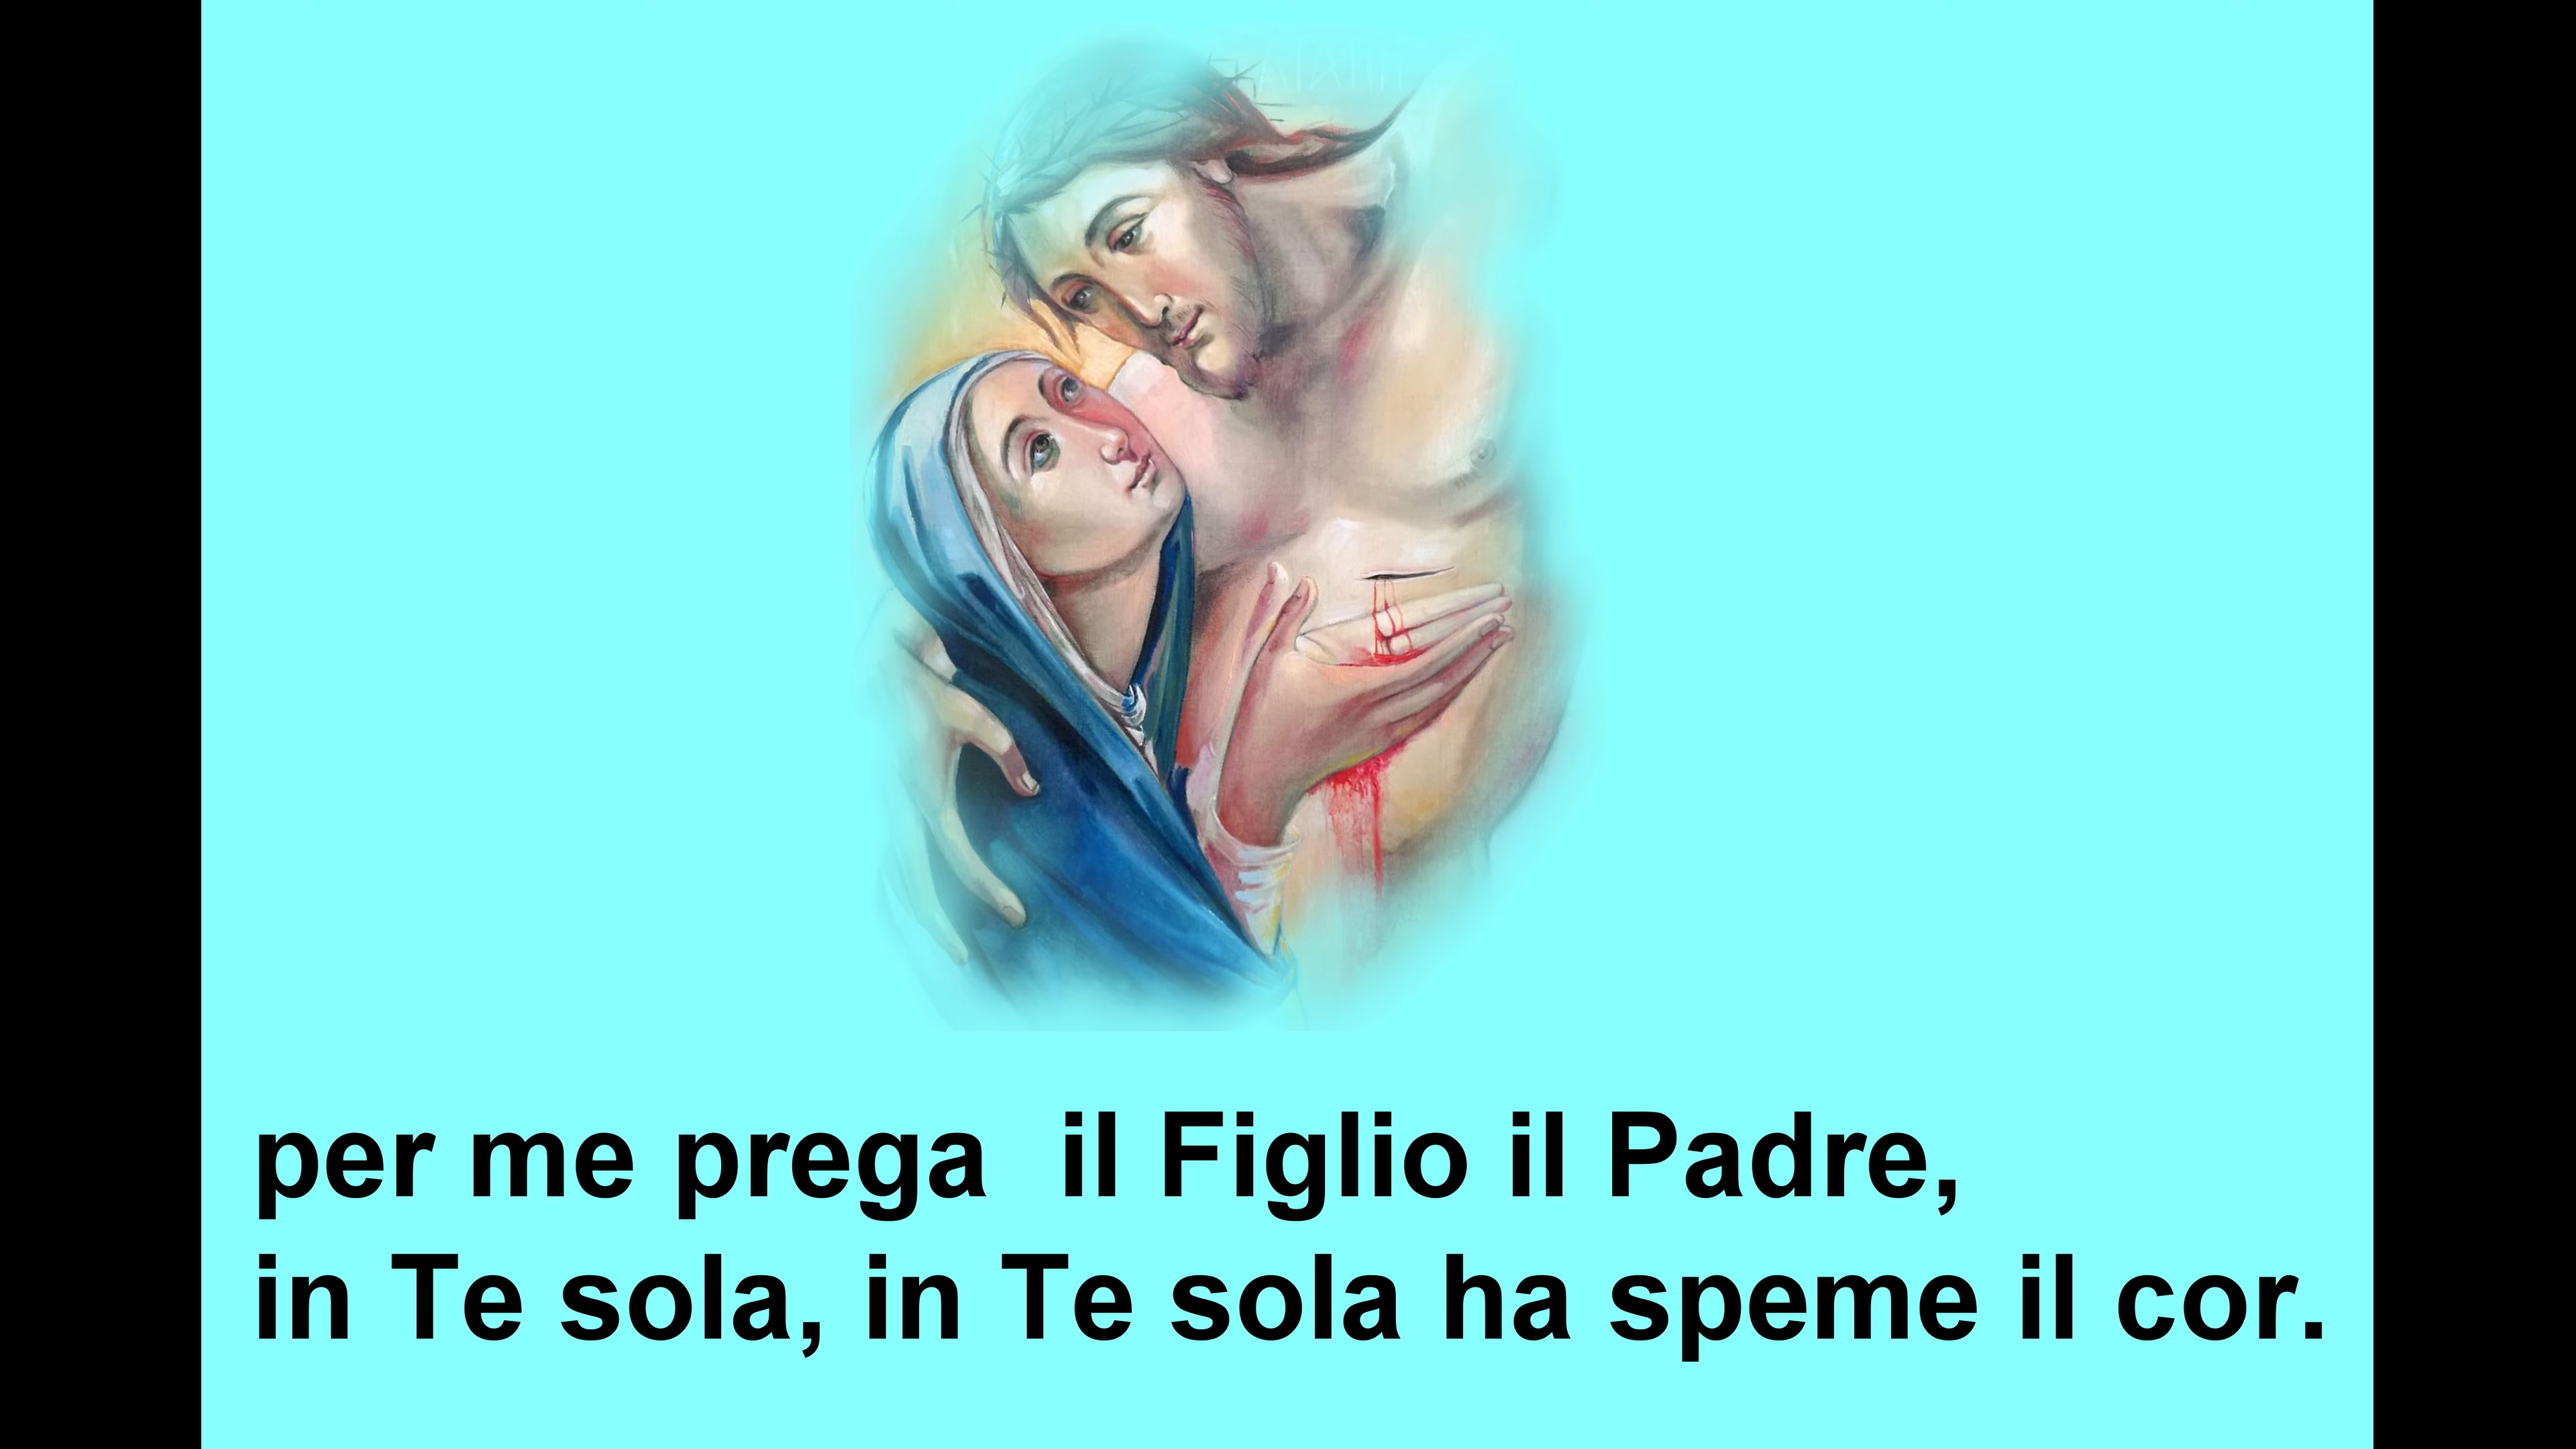 per me prega  il Figlio il Padre,
in Te sola, in Te sola ha speme il cor.